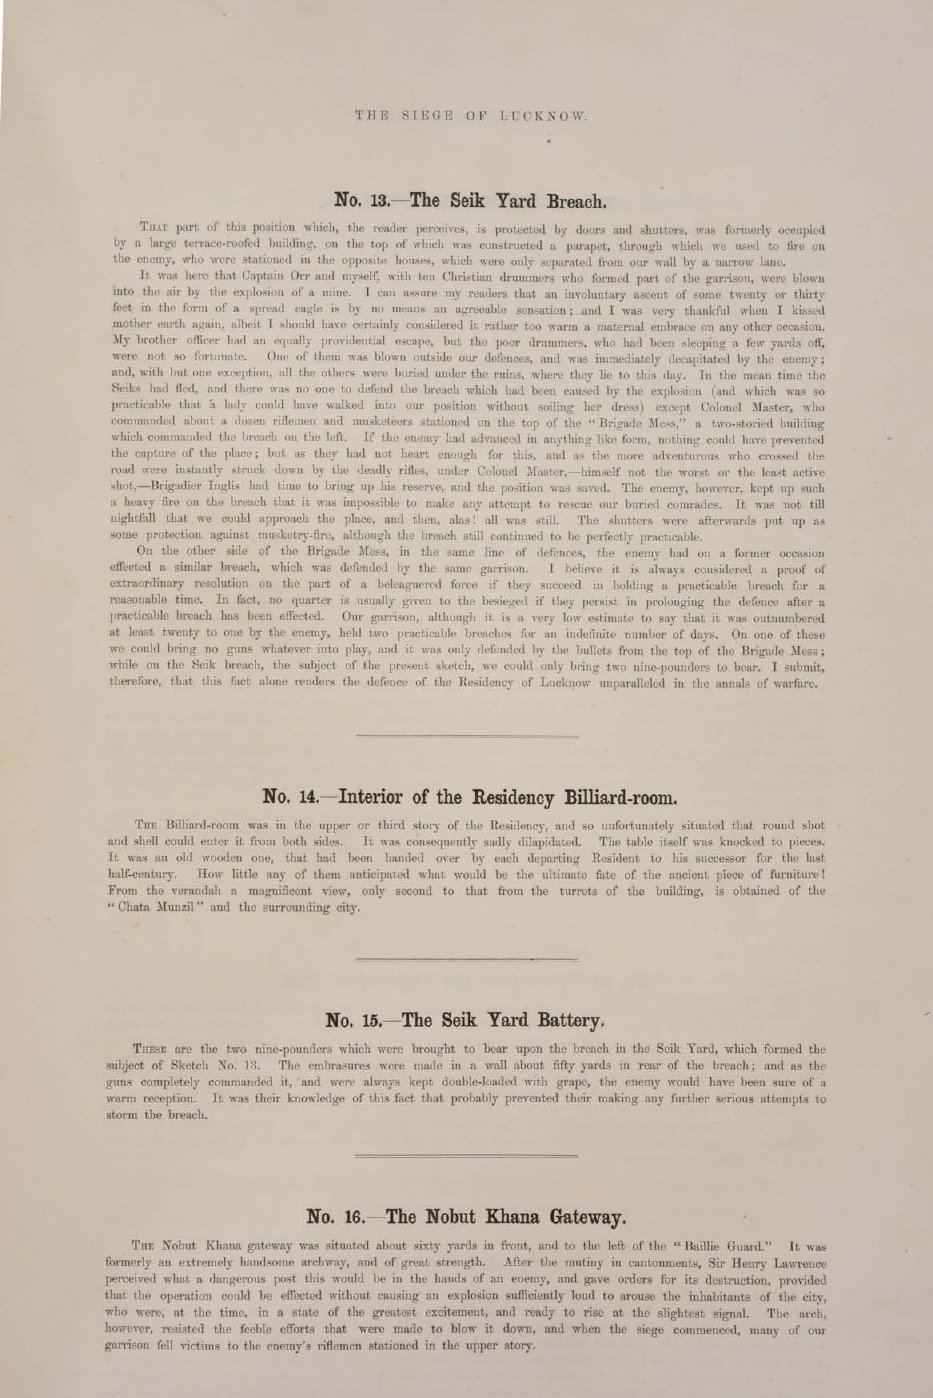 THE SIEGE OF LUCKNOW.
No. 13.—The Seik Yard Breach.
THAT part of this position which, the reader perceives, is protected by doors and shutters, was formerly occupied
by a large terrace-roofed building, on the top of which was constructed a parapet, through which we used to fire on
the enemy, who were stationed in the opposite houses, which were only separated from our wall by a narrow lane.
It was here that Captain Orr and myself, with ten Christian drummers who formed part of the garrison, were blown
into the air by the explosion of a mine. I can assure my readers that an involuntary ascent of some twenty or thirty
feet in the form of a spread eagle is by no means an agreeable sensation; and I was very thankful when I kissed
mother earth again, albeit I should have certainly considered it rather too warm a maternal embrace on any other occasion.
My brother officer had an equally providential escape, but the poor drummers, who had been sleeping a few yards off,
were not so fortunate. One of them was blown outside our defences, and was immediately decapitated by the enemy;
and, with but one exception, all the others were buried under the ruins, where they lie to this day. In the mean time the
Seiks had fled, and there was no one to defend the breach which had been caused by the explosion (and which was so
practicable that a lady could have walked into our position without soiling her dress) except Colonel Master, who
commanded about a dozen riflemen and musketeers stationed on the top of the "Brigade Mess," a two-storied building
which commanded the breach on the left. If the enemy had advanced in anything like form, nothing could have prevented
the capture of the place; but as they had not heart enough for this, and as the more adventurous who crossed the
road were instantly struck down by the deadly rifles, under Colonel Master,—himself not the worst or the least active
shot,—Brigadier Inglis had time to bring up his reserve, and the position was saved. The enemy, however, kept up such
a heavy fire on the breach that it was impossible to make any attempt to rescue our buried comrades. It was not till
nightfall that we could approach the place, and then, alas! all was still. The shutters were afterwards put up as
some protection against musketry-fire, although the breach still continued to be perfectly practicable.
On the other side of the Brigade Mess, in the same line of defences, the enemy had on a former occasion
effected a similar breach, which was defended by the same garrison. I believe it is always considered a proof of
extraordinary resolution on the part of a beleaguered force if they succeed in holding a practicable breach for a
reasonable time. In fact, no quarter is usually given to the besieged if they persist in prolonging the defence after a
practicable breach has been effected. Our garrison, although it is a very low estimate to say that it was outnumbered
at least twenty to one by the enemy, held two practicable breaches for an indefinite number of days. On one of these
we could bring no guns whatever into play, and it was only defended by the bullets from the top of the Brigade Mess;
while on the Seik breach, the subject of the present sketch, we could only bring two nine-pounders to bear. I submit,
therefore, that this fact alone renders the defence of the Residency of Lucknow unparalleled in the annals of warfare.
No. 14.—Interior of the Residency Billiard-room.
THE Billiard-room was in the upper or third story of the Residency, and so unfortunately situated that round shot
and shell could enter it from both sides. It was consequently sadly dilapidated. The table itself was knocked to pieces.
It was an old wooden one, that had been handed over by each departing Resident to his successor for the last
half-century. How little any of them anticipated what would be the ultimate fate of the ancient piece of furniture!
From the verandah a magnificent view, only second to that from the turrets of the building, is obtained of the
"Chata Munzil" and the surrounding city.
No. 15.—The Seik Yard Battery.
THESE are the two nine-pounders which were brought to bear upon the breach in the Seik Yard, which formed the
subject of Sketch No. 13. The embrasures were made in a wall about fifty yards in rear of the breach; and as the
guns completely commanded it, and were always kept double-loaded with grape, the enemy would have been sure of a
warm reception. It was their knowledge of this fact that probably prevented their making any further serious attempts to
storm the breach.
No. 16.—The Nobut Khana Gateway.
THE Nobut Khana gateway was situated about sixty yards in front, and to the left of the "Baillie Guard." It was
formerly an extremely handsome archway, and of great strength. After the mutiny in cantonments, Sir Henry Lawrence
perceived what a dangerous post this would be in the hands of an enemy, and gave orders for its destruction, provided
that the operation could be effected without causing an explosion sufficiently loud to arouse the inhabitants of the city,
who were, at the time, in a state of the greatest excitement, and ready to rise at the slightest signal. The arch,
however, resisted the feeble efforts that were made to blow it down, and when the siege commenced, many of our
garrison fell victims to the enemy's riflemen stationed in the upper story.